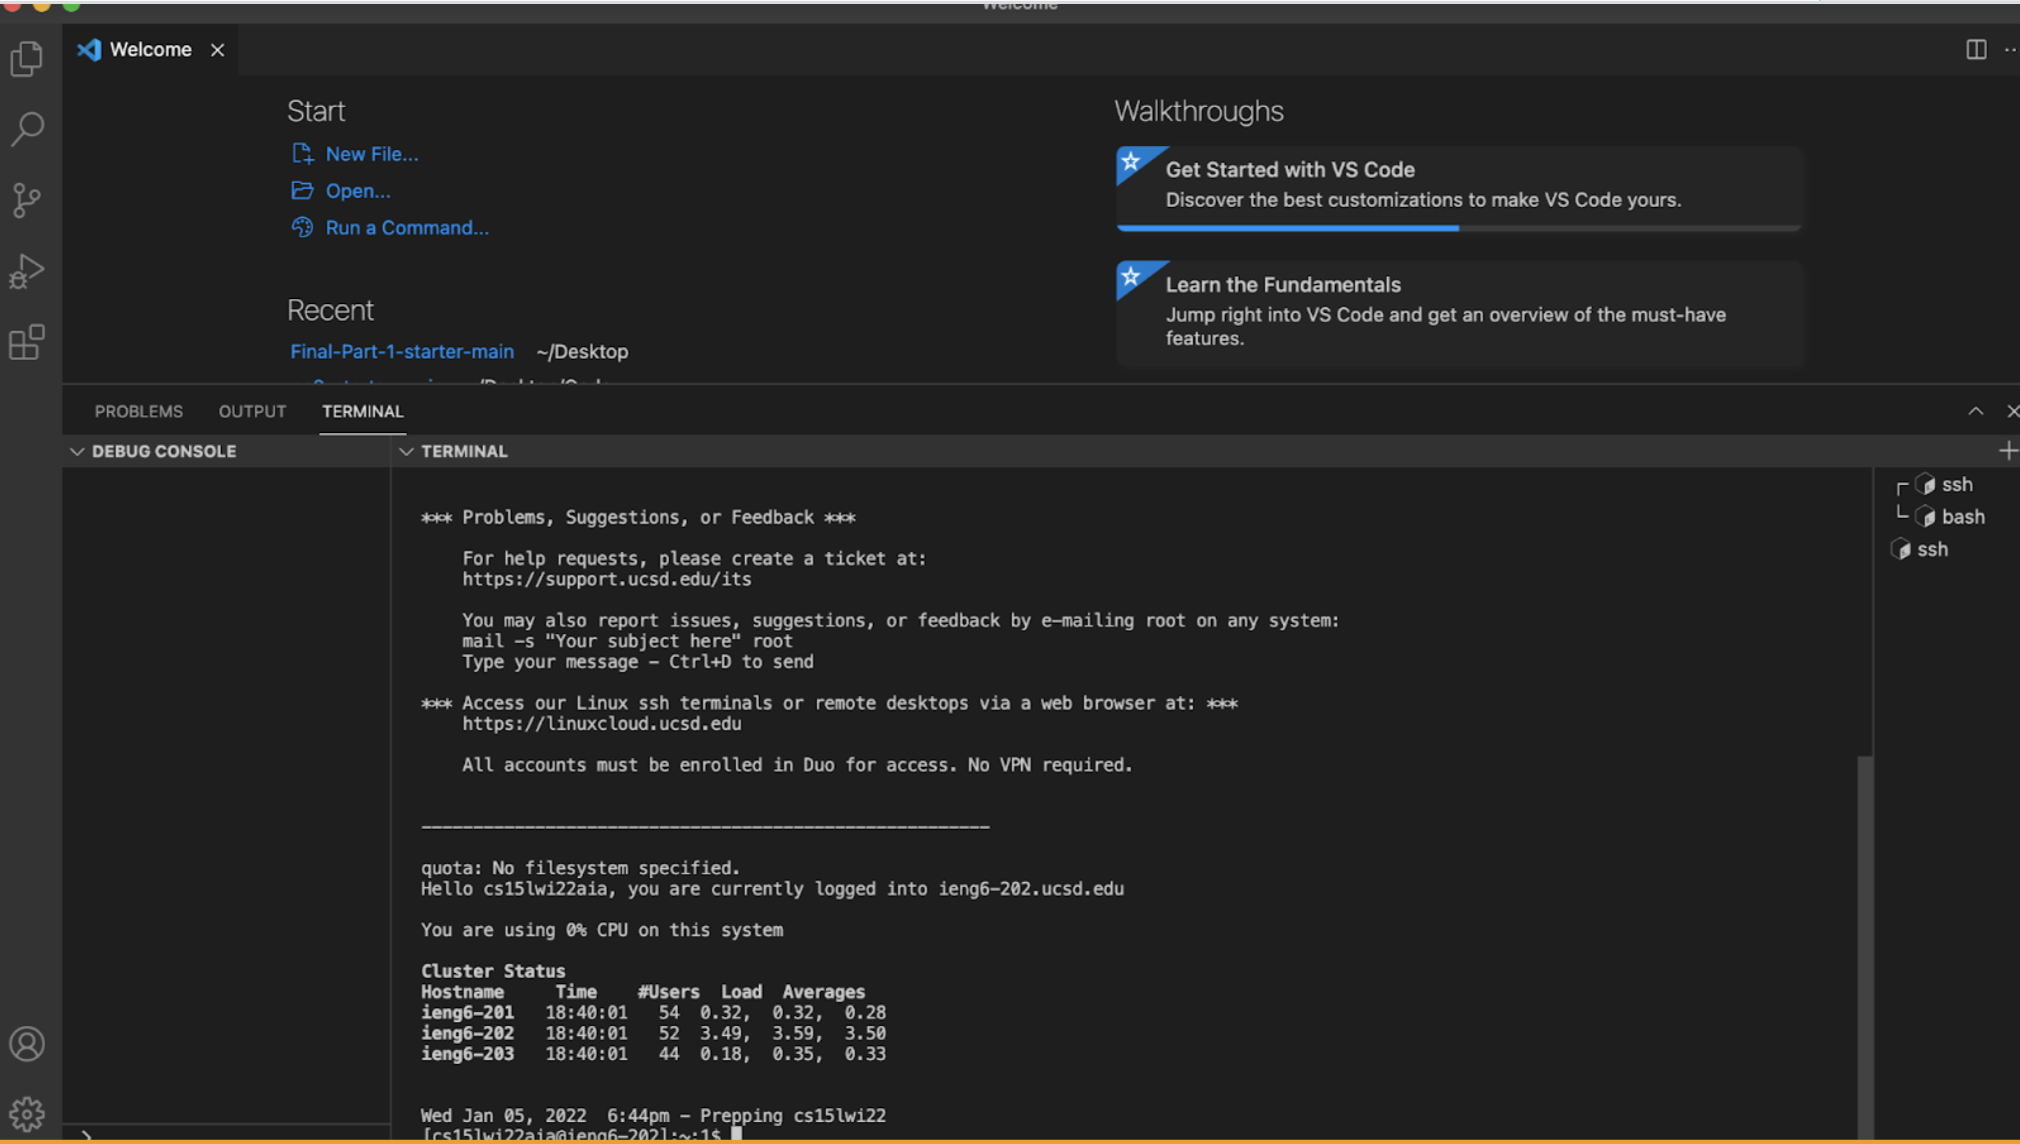 Welcome
Welcome
Start
New File...
Open...
Run a Command...
Recent
Final-Part-1-starter-main ~/Desktop
Walkthroughs
Get Started with VS Code
Discover the best customizations to make VS Code yours.
Learn the Fundamentals
Jump right into VS Code and get an overview of the must-have
features.
PROBLEMS OUTPUT TERMINAL
DEBUG CONSOLE
TERMINAL
*** Problems, Suggestions, or Feedback ***
For help requests, please create a ticket at:
https://support.ucsd.edu/its
You may also report issues, suggestions, or feedback by e-mailing root on any system:
mail -s "Your subject here" root
Type your message - Ctrl+D to send
*** Access our Linux ssh terminals or remote desktops via a web browser at: ***
https://linuxcloud.ucsd.edu
All accounts must be enrolled in Duo for access. No VPN required.
_______________________________________________________
quota: No filesystem specified.
Hello cs15lwi22aia, you are currently logged into ieng6-202.ucsd.edu
You are using 0% CPU on this system
Cluster Status
Hostname Time #Users Load Averages
ieng6-201 18:40:01 54 0.32, 0.32, 0.28
ieng6-202 18:40:01 52 3.49, 3.59, 3.50
ieng6-203 18:40:01 44 0.18, 0.35, 0.33
Wed Jan 05, 2022 6:44pm - Prepping cs15lwi22
[cs15lwi22aia@ieng6-202]:~:1$
ssh
bash
ssh